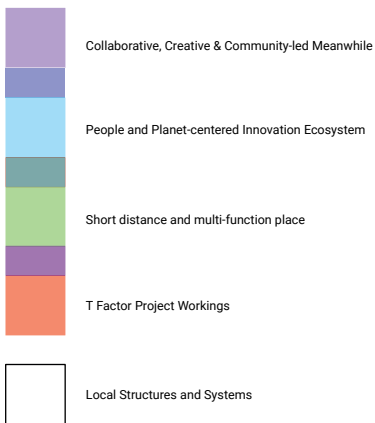 Collaborative, Creative & Community-led Meanwhile
People and Planet-centered Innovation Ecosystem
Short distance and multi-function place
T Factor Project Workings
Local Structures and Systems